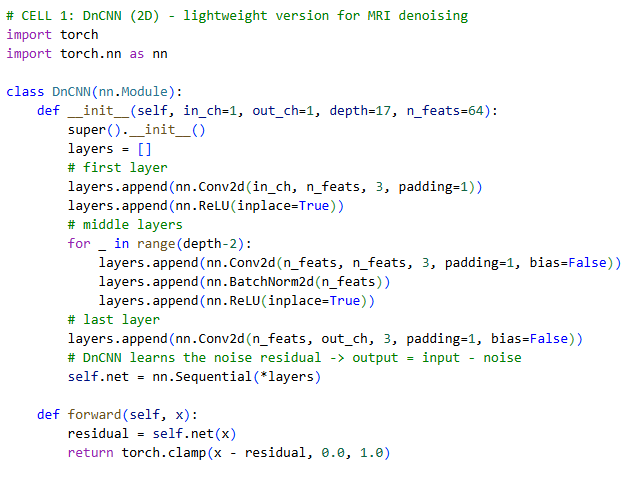 # CELL 1: DnCNN (2D) - lightweight version for MRI denoising
import torch
import torch.nn as nn

class DnCNN(nn.Module):
    def __init__(self, in_ch=1, out_ch=1, depth=17, n_feats=64):
        super().__init__()
        layers = []
        # first layer
        layers.append(nn.Conv2d(in_ch, n_feats, 3, padding=1))
        layers.append(nn.ReLU(inplace=True))
        # middle layers
        for _ in range(depth-2):
            layers.append(nn.Conv2d(n_feats, n_feats, 3, padding=1, bias=False))
            layers.append(nn.BatchNorm2d(n_feats))
            layers.append(nn.ReLU(inplace=True))
        # last layer
        layers.append(nn.Conv2d(n_feats, out_ch, 3, padding=1, bias=False))
        # DnCNN learns the noise residual -> output = input - noise
        self.net = nn.Sequential(*layers)

    def forward(self, x):
        residual = self.net(x)
        return torch.clamp(x - residual, 0.0, 1.0)